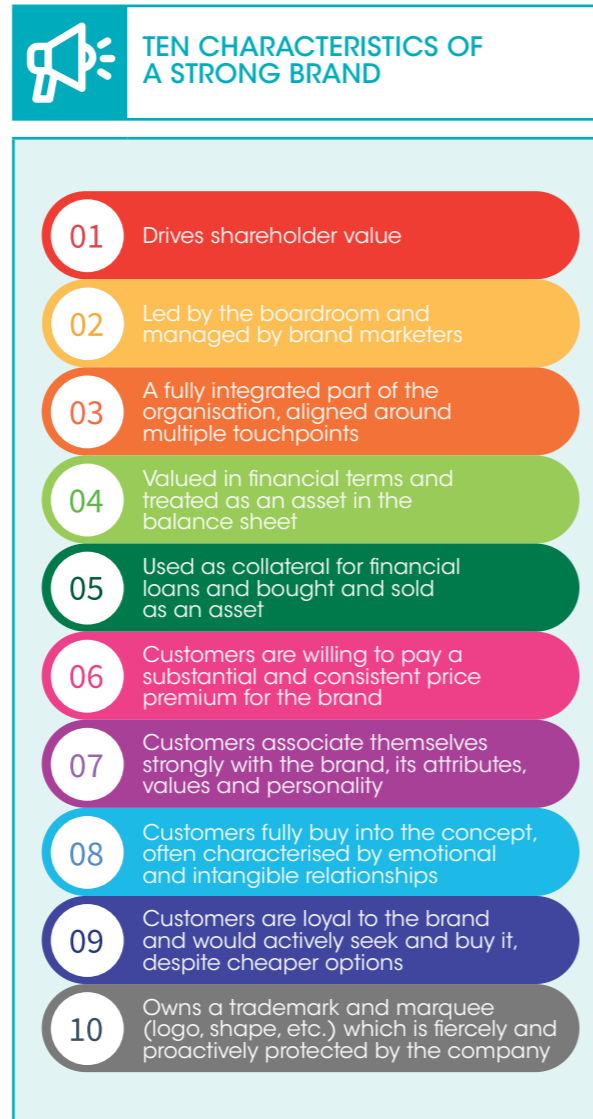 TEN CHARACTERISTICS OF
A STRONG BRAND
01
Drives shareholder value
02
Led by the boardroom and
managed by brand marketers
03
A fully integrated part of the
organisation, aligned around
multiple touchpoints
04
Valued in financial terms and
treated as an asset in the
balance sheet
05
Used as collateral for financial
loans and bought and sold
as an asset
06
Customers are willing to pay a
substantial and consistent price
premium for the brand
07
Customers associate themselves
strongly with the brand, its attributes,
values and personality
08
Customers fully buy into the concept,
often characterised by emotional
and intangible relationships
09
Customers are loyal to the brand
and would actively seek and buy it,
despite cheaper options
10
Owns a trademark and marquee
(logo, shape, etc.) which is fiercely and
proactively protected by the company